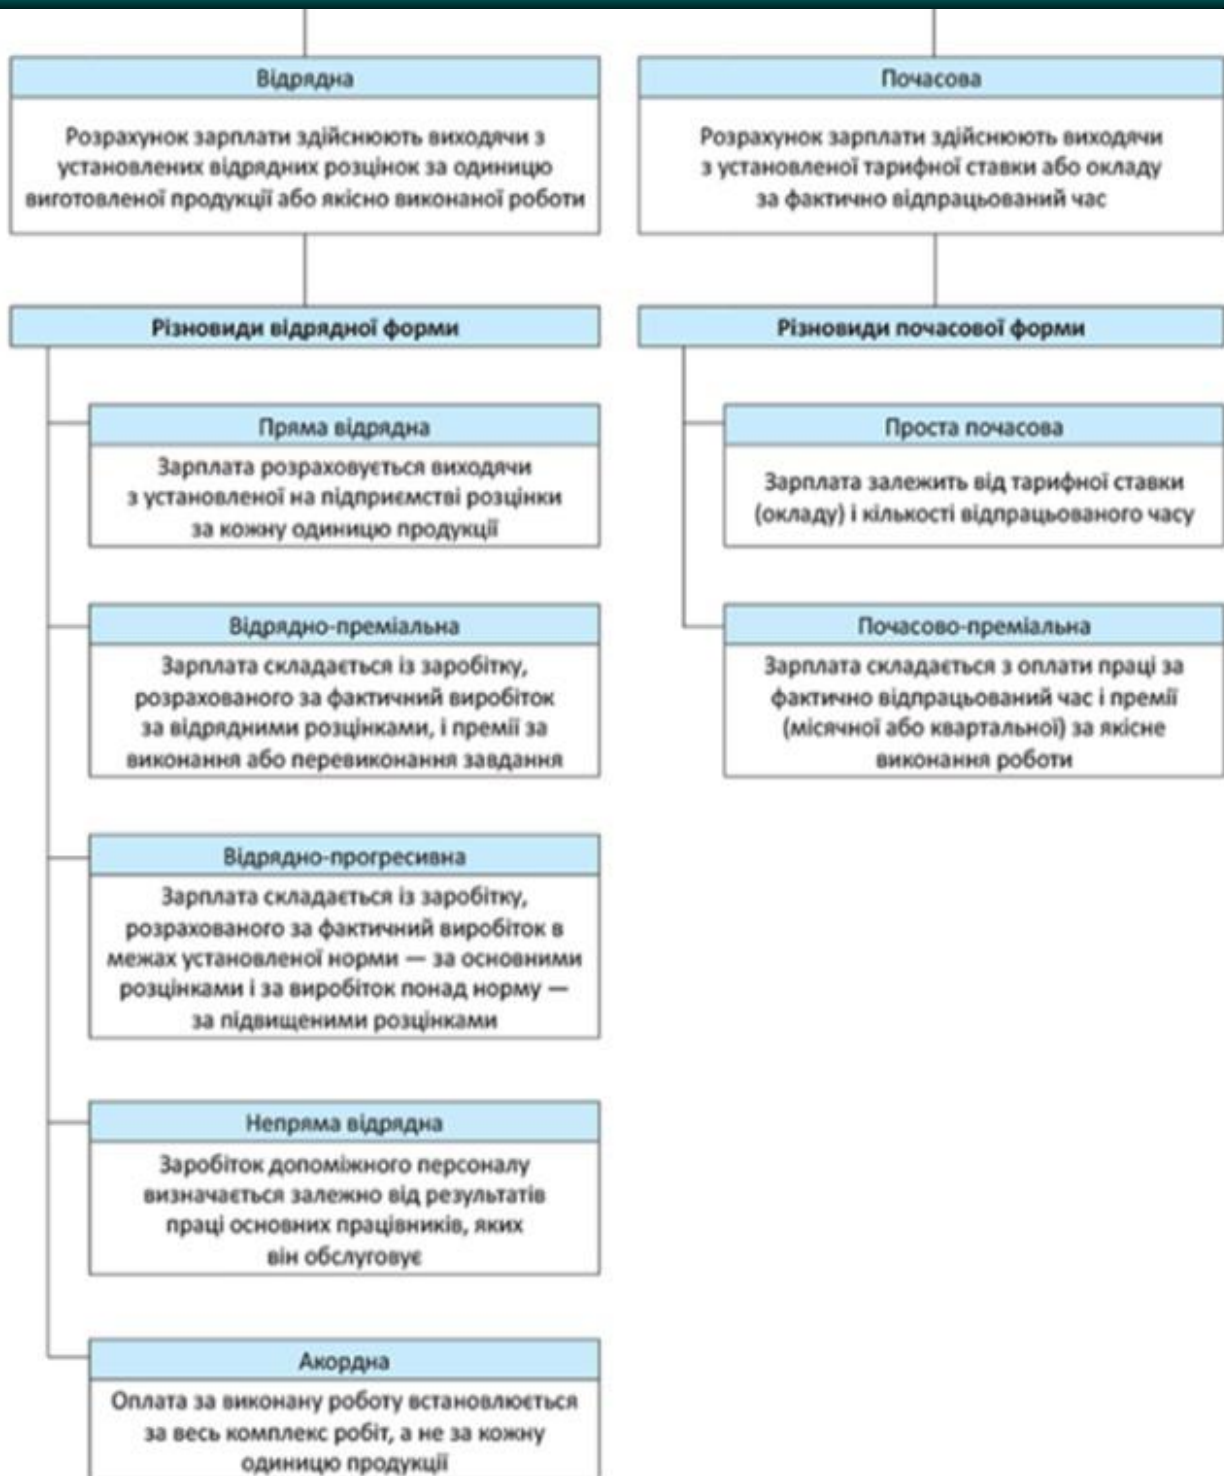 Відрядна
Розрахунок зарплати здійснюють виходячи з
установлених відрядних розцінок за одиницю
виготовленої продукції або якісно виконаної роботи
Різновиди відрядної форми
Пряма відрядна
Зарплата розраховується виходячи
з установленої на підприємстві розцінки
за кожну одиницю продукції
Відрядно-преміальна
Зарплата складається із заробітку,
розрахованого за фактичний виробіток
за відрядними розцінками, і премії за
виконання або перевиконання завдання
Відрядно-прогресивна
Зарплата складається із заробітку,
розрахованого за фактичний виробіток в
межах установленої норми — за основними
розцінками і за виробіток понад норму —
за підвищеними розцінками
Непряма відрядна
Заробіток допоміжного персоналу
визначається залежно від результатів
праці основних працівників, яких
він обслуговує
Акордна
Оплата за виконану роботу встановлюється
за весь комплекс робіт, а не за кожну
одиницю продукції
Почасова
Розрахунок зарплати здійснюють виходячи
з установленої тарифної ставки або окладу
за фактично відпрацьований час
Різновиди почасової форми
Проста почасова
Зарплата залежить від тарифної ставки
(окладу) і кількості відпрацьованого часу
Почасово-преміальна
Зарплата складається з оплати праці за
фактично відпрацьований час і премії
(місячної або квартальної) за якісне
виконання роботи